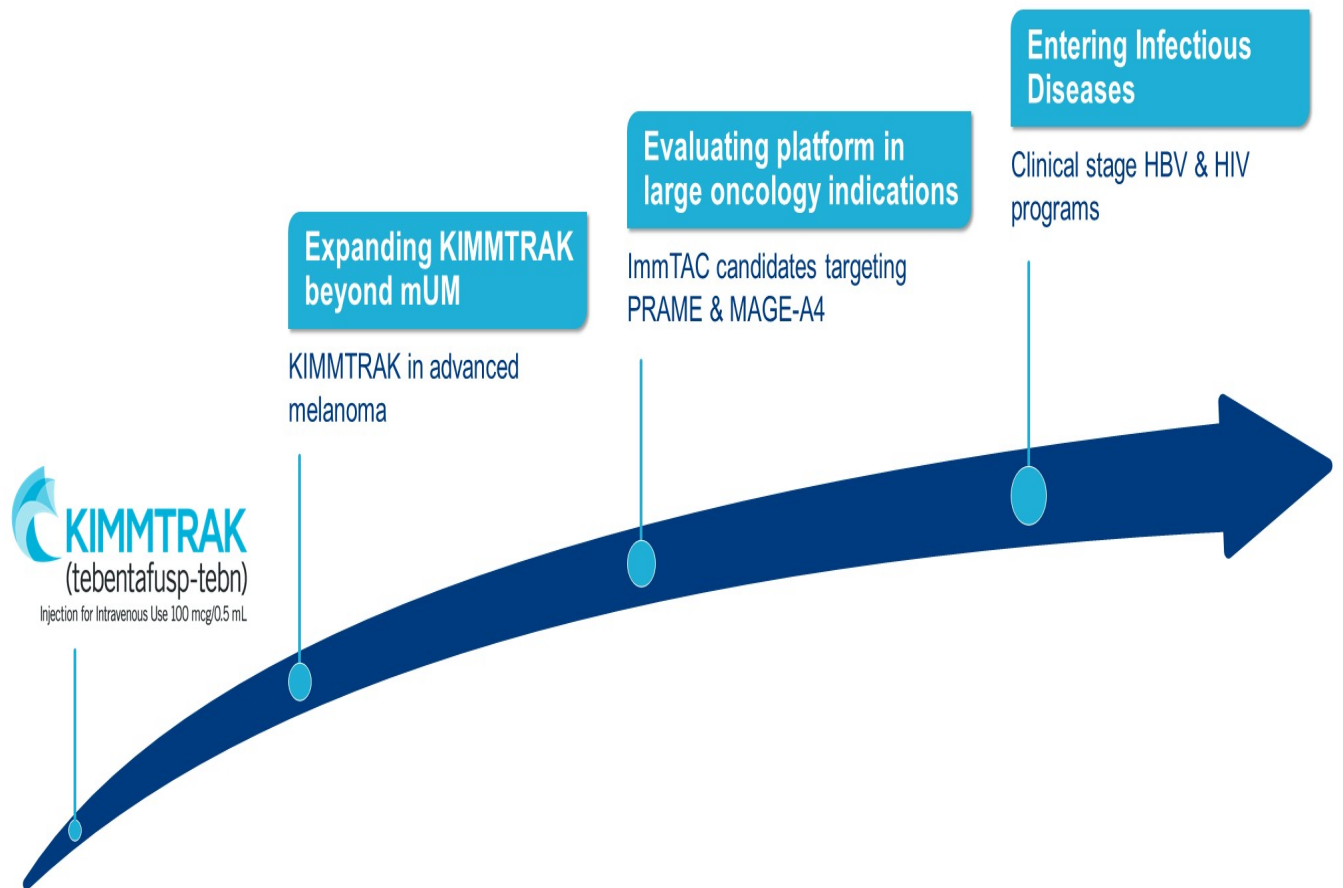 KIMMTRAK
(tebentafusp-tebn)
Injection for Intravenous Use 100 mcg/0.5 mL
Expanding KIMMTRAK
beyond mUM
KIMMTRAK in advanced
melanoma
Evaluating platform in
large oncology indications
ImmTAC candidates targeting
PRAME & MAGE-A4
Entering Infectious
Diseases
Clinical stage HBV & HIV
programs